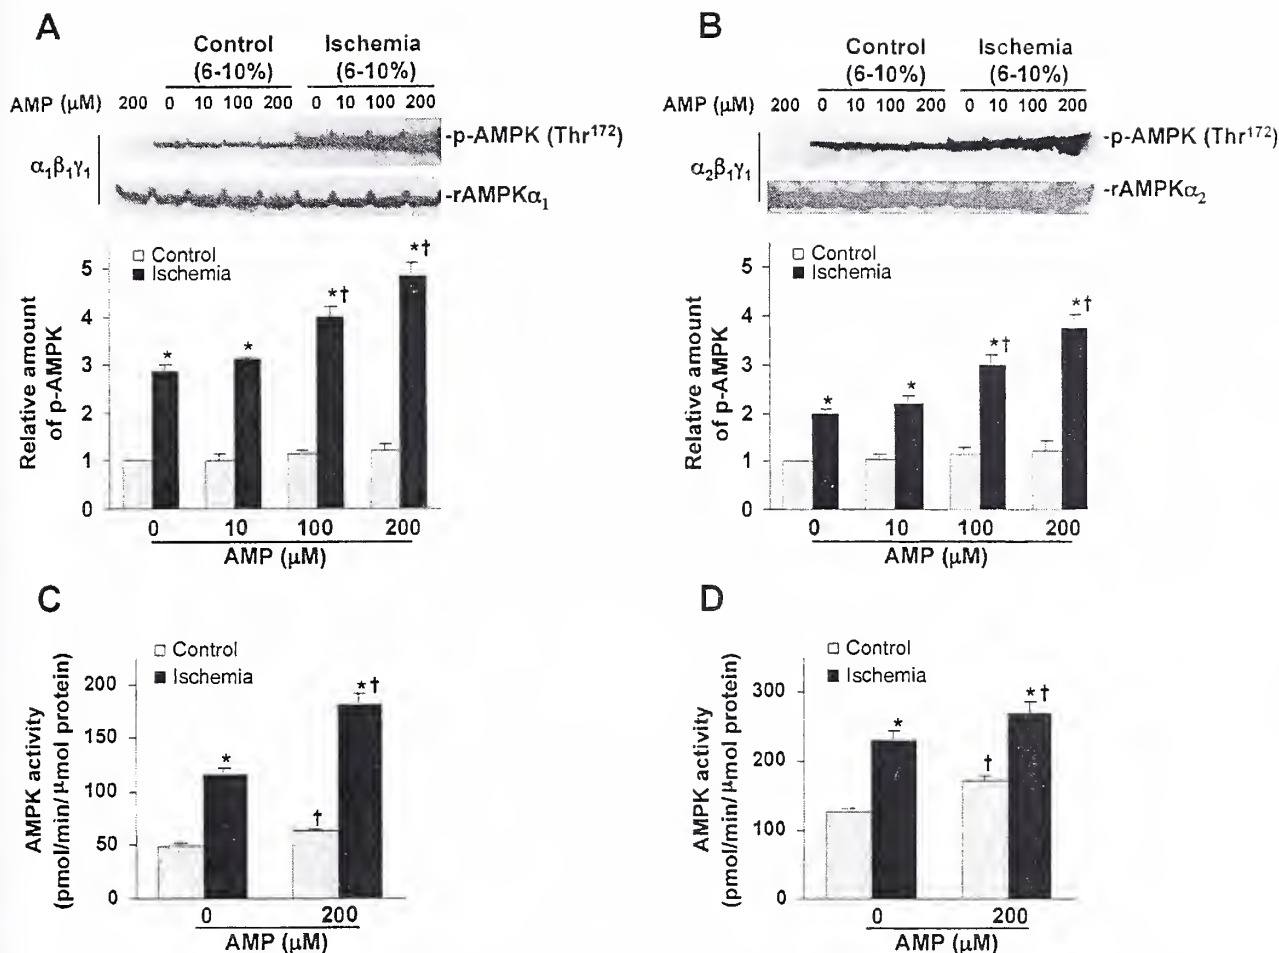 A
Control
(6-10%)
Ischemia
(6-10%)
AMP (µM) 200 0 10 100 200 0 10 100 200
-p-AMPK (Thr¹⁷²)
α₁β₁γ₁
-rAMPKα₁
□ Control
■ Ischemia
Relative amount
of p-AMPK
5
4
3
2
1
0
*
*
*†
*†
0 10 100 200
AMP (µM)
B
Control
(6-10%)
Ischemia
(6-10%)
AMP (µM) 200 0 10 100 200 0 10 100 200
-p-AMPK (Thr¹⁷²)
α₂β₁γ₁
-rAMPKα₂
□ Control
■ Ischemia
Relative amount
of p-AMPK
5
4
3
2
1
0
*
*
*†
*†
0 10 100 200
AMP (µM)
C
□ Control
■ Ischemia
AMPK activity
(pmol/min/µmol protein)
200
150
100
50
0
*
†
*†
0 200
AMP (µM)
D
□ Control
■ Ischemia
AMPK activity
(pmol/min/µmol protein)
300
200
100
0
*
†
*†
0 200
AMP (µM)